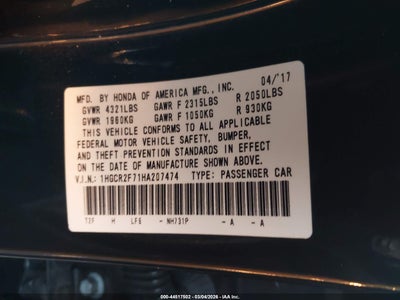 MFD. BY HONDA OF AMERICA MFG., INC. 04/17
GVWR 4321LBS GAWR F 2315LBS R 2050LBS
GVWR 1960KG GAWR F 1050KG R 930KG
THIS VEHICLE CONFORMS TO ALL APPLICABLE
FEDERAL MOTOR VEHICLE SAFETY, BUMPER,
AND THEFT PREVENTION STANDARDS IN EFFECT
ON THE DATE OF MANUFACTURE SHOWN ABOVE.
V.I.N.: 1HGCR2F71HA207474 TYPE: PASSENGER CAR
T2F H LF6 - NH731P - A - A
000-44517502 - 03/04/2026 - IAA Inc.